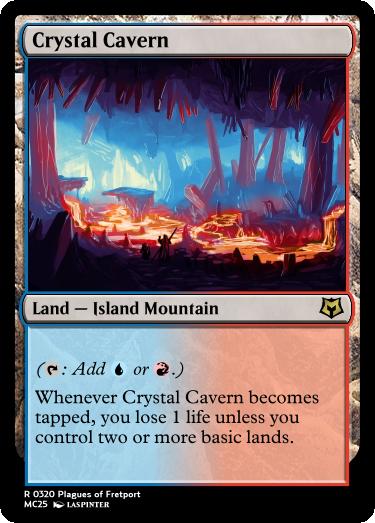 Crystal Cavern
Land — Island Mountain
(: Add or .)
Whenever Crystal Cavern becomes
tapped, you lose 1 life unless you
control two or more basic lands.
R 0320 Plagues of Fretport
MC25 LASPINTER